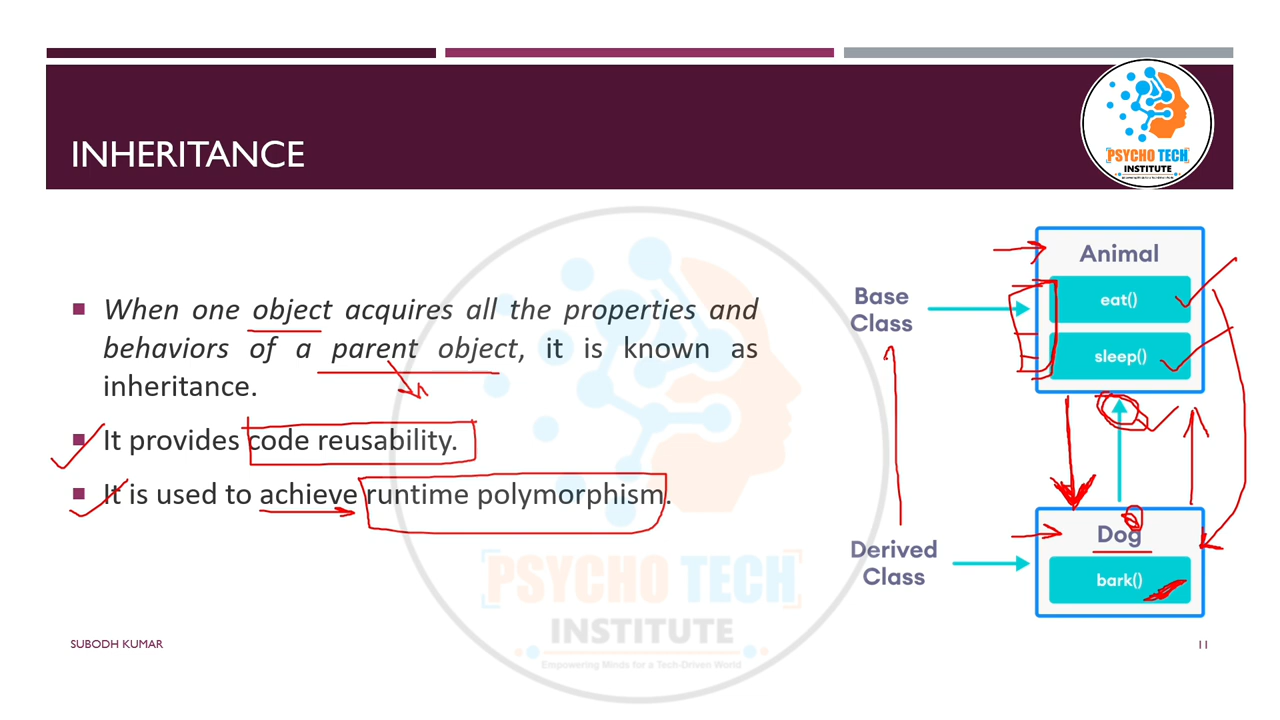 INHERITANCE
PSYCHO TECH
INSTITUTE
When one object acquires all the properties and
behaviors of a parent object, it is known as
inheritance.
It provides code reusability.
It is used to achieve runtime polymorphism.
Base
Class
Animal
eat()
sleep()
Derived
Class
Dog
bark()
PSYCHO TECH
INSTITUTE
Empowering Minds for a Tech-Driven World
SUBODH KUMAR
11